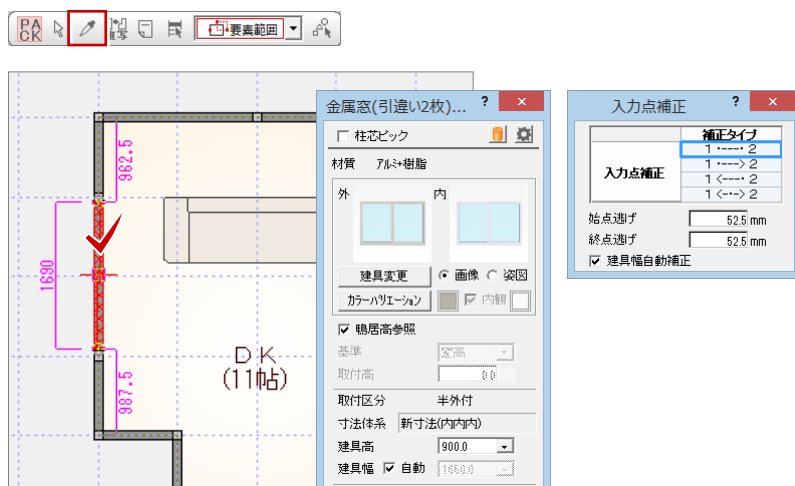 PACK
複写
要素範囲
962.5
1690
987.5
DK
(11帖)
金属窓(引違い2枚)...
?
×
柱芯ピック
材質 アルミ+樹脂
外 内
建具変更 画像 姿図
カラーバリエーション 内観
鴨居高参照
基準 窓高
取付高 0.0
取付区分 半外付
寸法体系 新寸法(内内内)
建具高 900.0
建具幅 自動 1650.0
入力点補正 ? ×
補正タイプ
入力点補正
1 ・---・ 2
1 ・---> 2
1 <---・ 2
1 <-・-> 2
始点逃げ 52.5 mm
終点逃げ 52.5 mm
建具幅自動補正